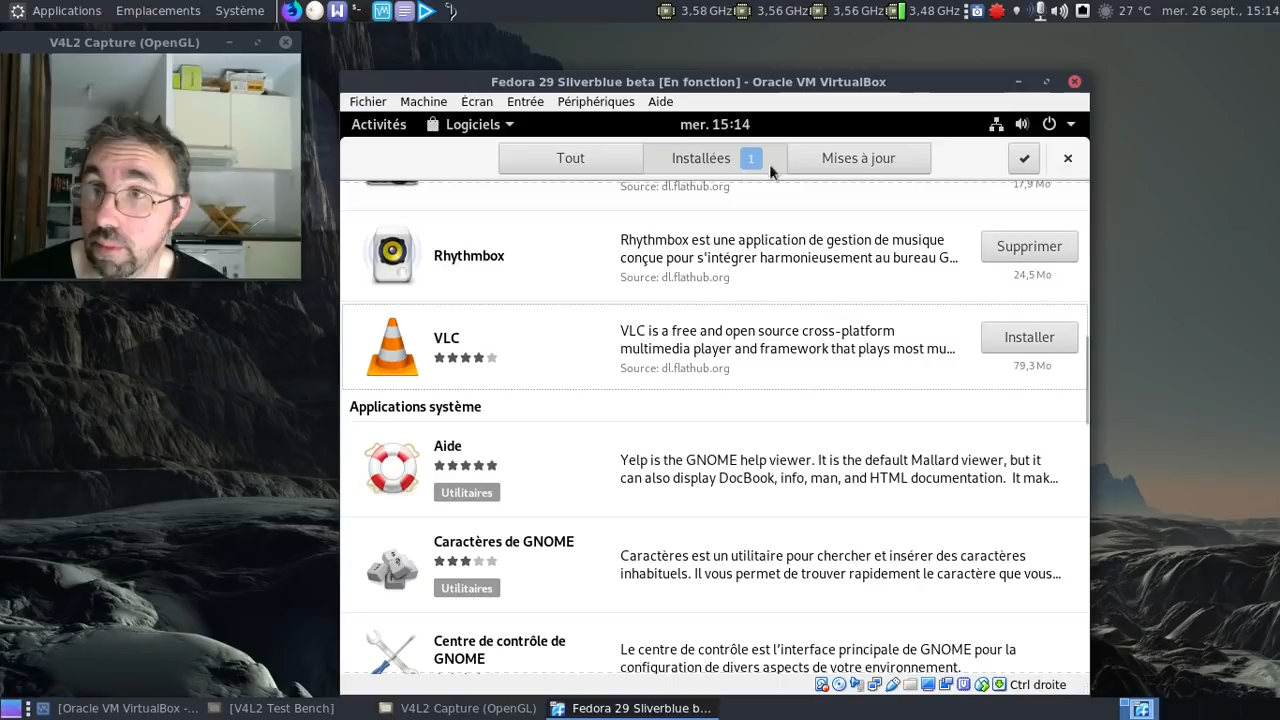 Applications Emplacements Système
3,58 GHz 3,56 GHz 3,56 GHz 3,48 GHz 27 °C mer. 26 sept., 15:14
V4L2 Capture (OpenGL)
Fedora 29 Sliverblue beta [En fonction] - Oracle VM VirtualBox
Fichier Machine Écran Entrée Périphériques Aide
Activités Logiciels mer. 15:14
Tout Installées 1 Mises à jour
Source: dl.flathub.org 17,9 Mo
Rhythmbox
Rhythmbox est une application de gestion de musique
conçue pour s'intégrer harmonieusement au bureau G...
Source: dl.flathub.org
Supprimer
24,5 Mo
VLC
VLC is a free and open source cross-platform
multimedia player and framework that plays most mu...
Source: dl.flathub.org
Installer
79,3 Mo
Applications système
Aide
Utilitaires
Yelp is the GNOME help viewer. It is the default Mallard viewer, but it
can also display DocBook, info, man, and HTML documentation. It mak...
Caractères de GNOME
Utilitaires
Caractères est un utilitaire pour chercher et insérer des caractères
inhabituels. Il vous permet de trouver rapidement le caractère que vous...
Centre de contrôle de
GNOME
Le centre de contrôle est l'interface principale de GNOME pour la
configuration de divers aspects de votre environnement.
Ctrl droite
[Oracle VM VirtualBox -... [V4L2 Test Bench] V4L2 Capture (OpenGL) Fedora 29 Sliverblue b...